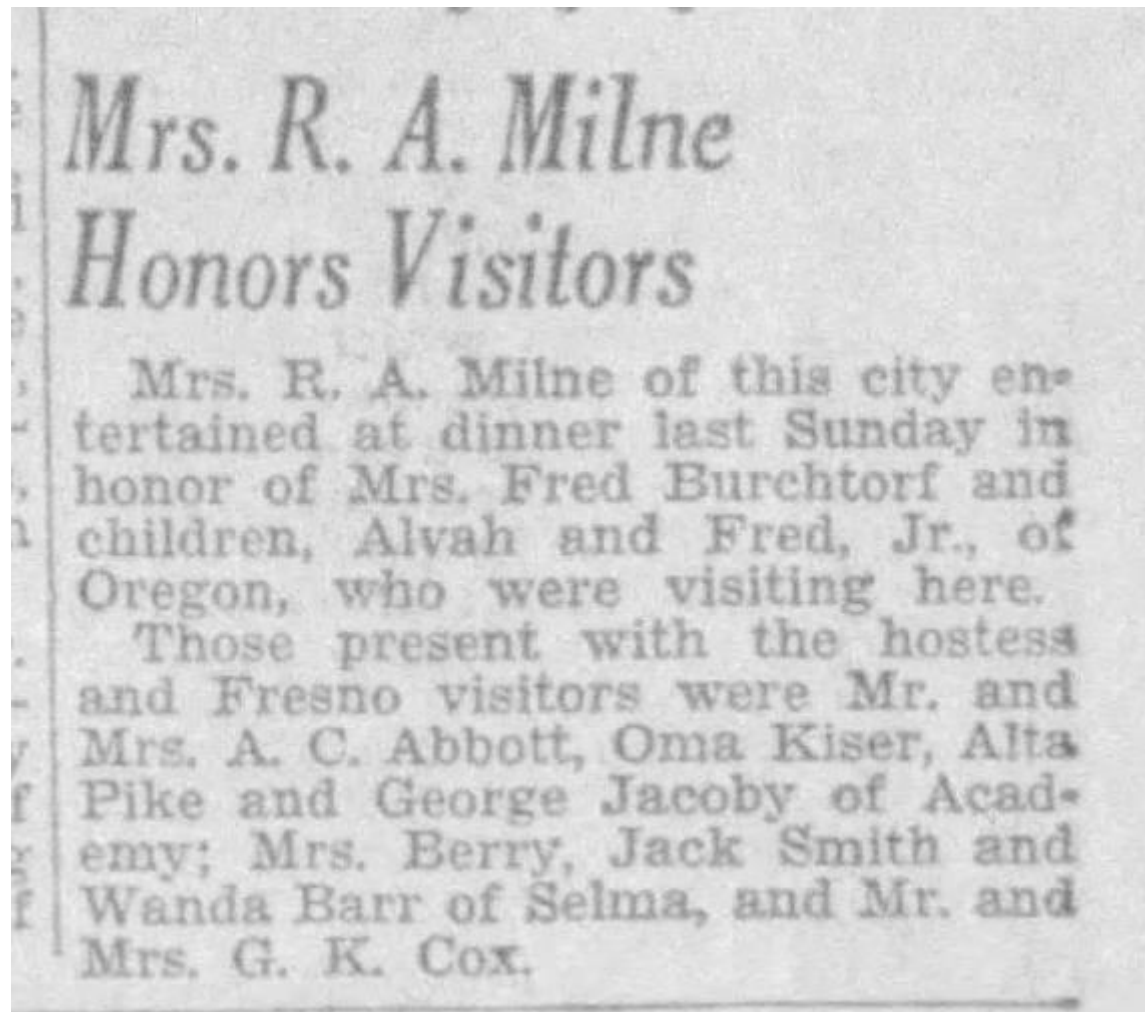 Mrs. R. A. Milne
Honors Visitors
Mrs. R. A. Milne of this city en-
tertained at dinner last Sunday in
honor of Mrs. Fred Burchtorf and
children, Alvah and Fred, Jr., of
Oregon, who were visiting here.
Those present with the hostess
and Fresno visitors were Mr. and
Mrs. A. C. Abbott, Oma Kiser, Alta
Pike and George Jacoby of Acad-
emy; Mrs. Berry, Jack Smith and
Wanda Barr of Selma, and Mr. and
Mrs. G. K. Cox.